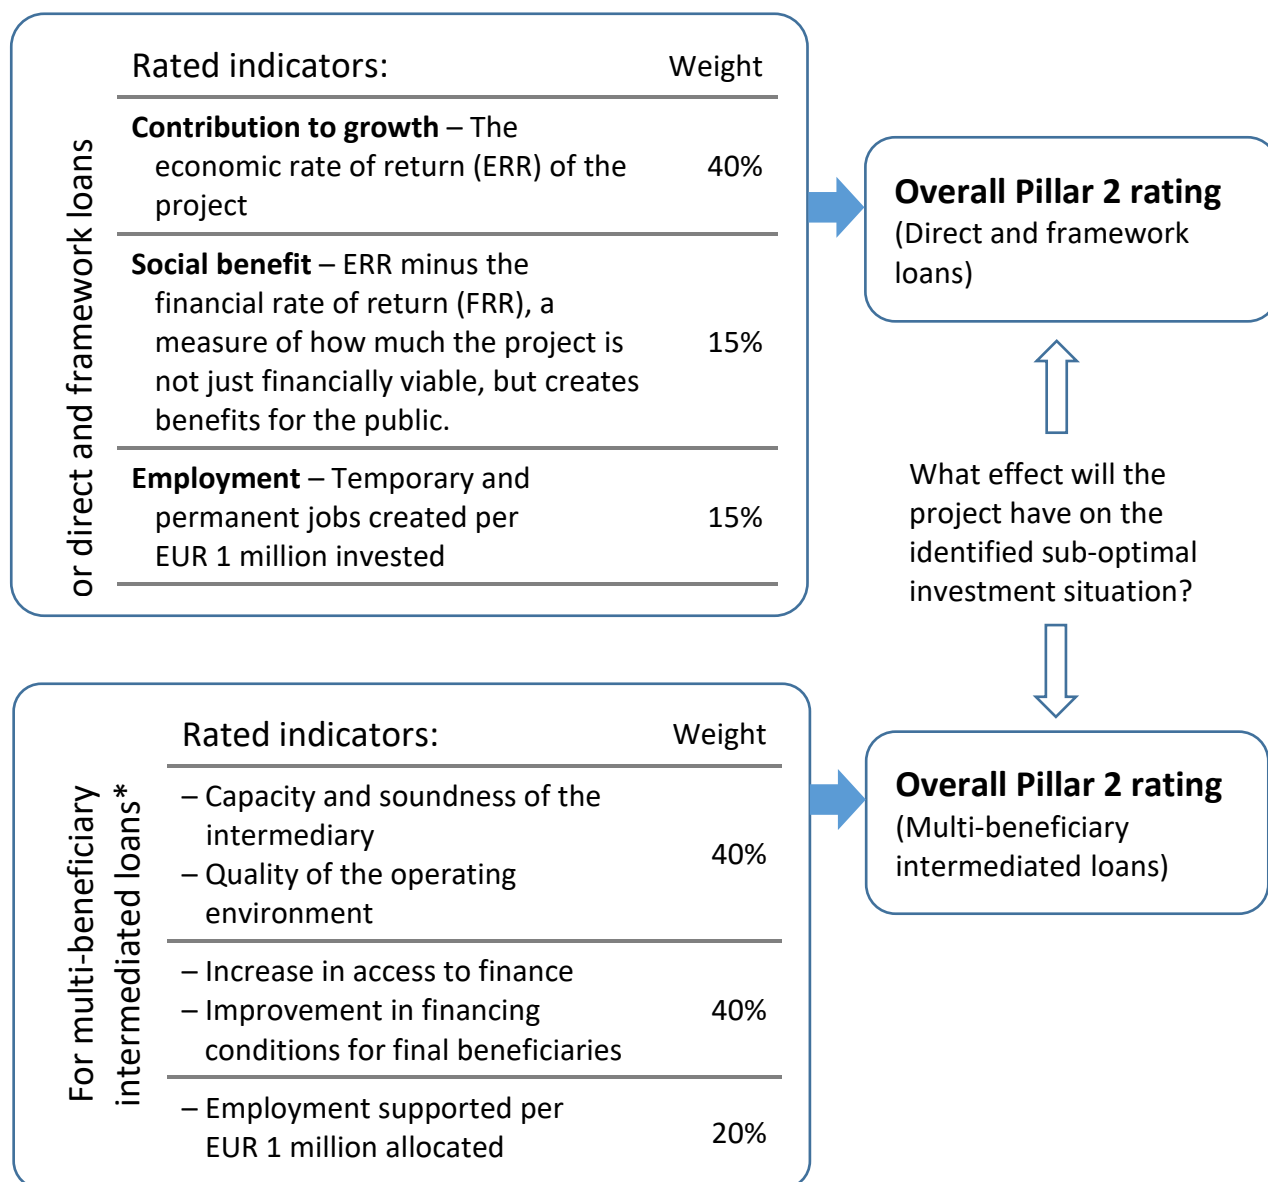 or direct and framework loans
Rated indicators: Weight
Contribution to growth – The
economic rate of return (ERR) of the
project
40%
Social benefit – ERR minus the
financial rate of return (FRR), a
measure of how much the project is
not just financially viable, but creates
benefits for the public.
15%
Employment – Temporary and
permanent jobs created per
EUR 1 million invested
15%
Overall Pillar 2 rating
(Direct and framework
loans)
What effect will the
project have on the
identified sub-optimal
investment situation?
For multi-beneficiary
intermediated loans*
Rated indicators: Weight
– Capacity and soundness of the
intermediary
– Quality of the operating
environment
40%
– Increase in access to finance
– Improvement in financing
conditions for final beneficiaries
40%
– Employment supported per
EUR 1 million allocated
20%
Overall Pillar 2 rating
(Multi-beneficiary
intermediated loans)